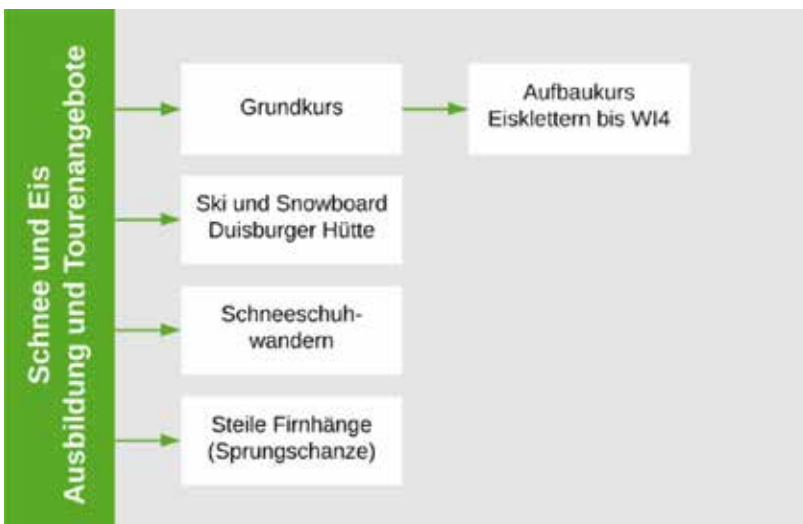 Schnee und Eis
Ausbildung und Tourenangebote
Grundkurs
Aufbaukurs
Eisklettern bis WI4
Ski und Snowboard
Duisburger Hütte
Schneeschuh-
wandern
Steile Firnhänge
(Sprungschanze)